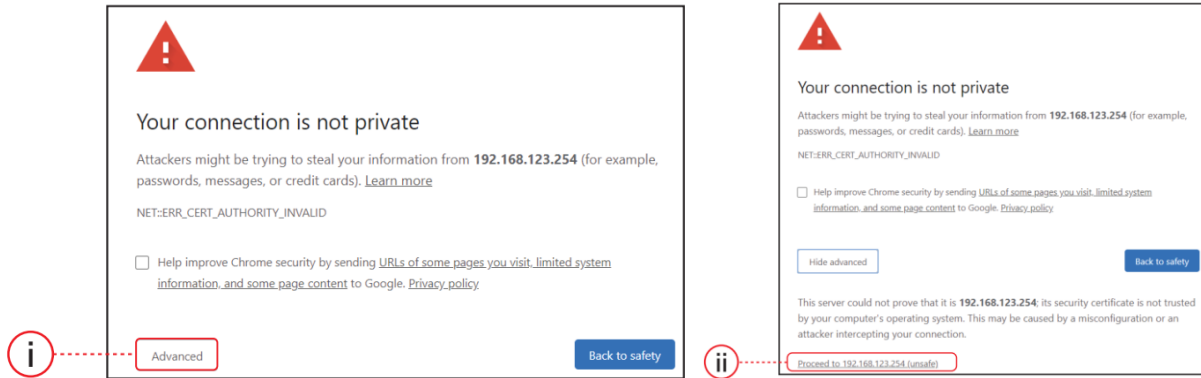 !
Your connection is not private
Attackers might be trying to steal your information from 192.168.123.254 (for example,
passwords, messages, or credit cards). Learn more
NET::ERR_CERT_AUTHORITY_INVALID
Help improve Chrome security by sending URLs of some pages you visit, limited system
information, and some page content to Google. Privacy policy
i
Advanced
Back to safety
!
Your connection is not private
Attackers might be trying to steal your information from 192.168.123.254 (for example,
passwords, messages, or credit cards). Learn more
NET::ERR_CERT_AUTHORITY_INVALID
Help improve Chrome security by sending URLs of some pages you visit, limited system
information, and some page content to Google. Privacy policy
Hide advanced
Back to safety
This server could not prove that it is 192.168.123.254; its security certificate is not trusted
by your computer's operating system. This may be caused by a misconfiguration or an
attacker intercepting your connection.
ii
Proceed to 192.168.123.254 (unsafe)